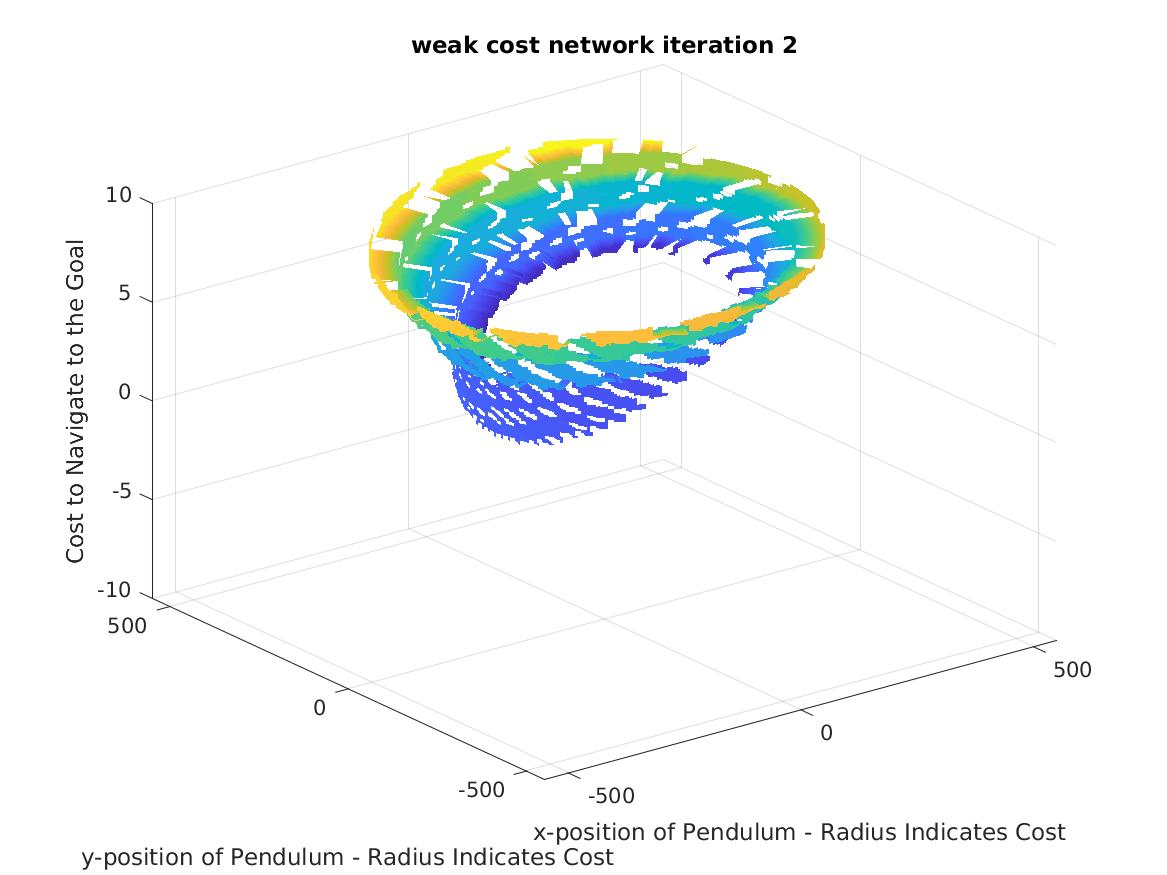 weak cost network iteration 2
Cost to Navigate to the Goal
10
5
0
-5
-10
500
0
-500
-500
0
500
x-position of Pendulum - Radius Indicates Cost
y-position of Pendulum - Radius Indicates Cost